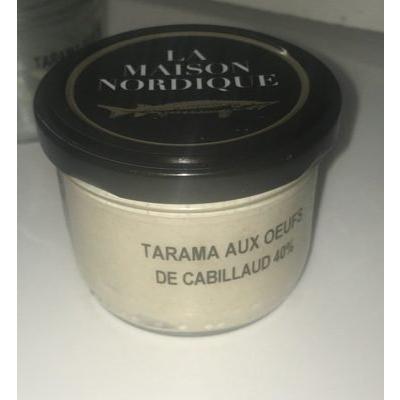 LA
MAISON
NORDIQUE
TARAMA AUX OEUFS
DE CABILLAUD 40%